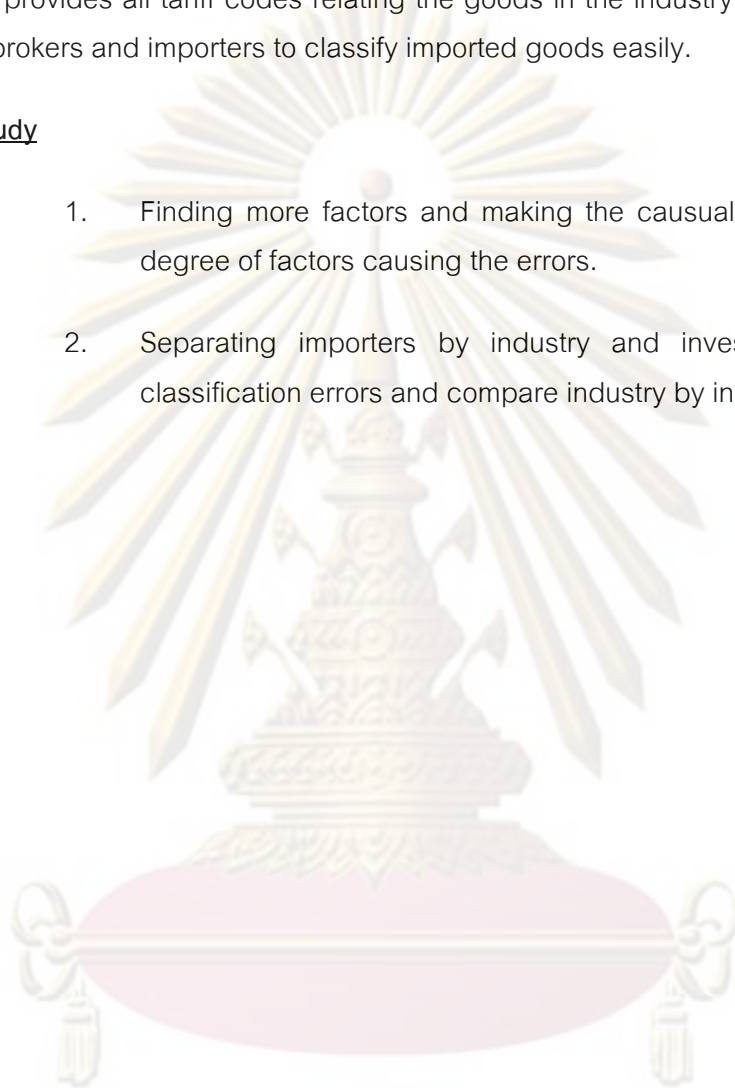 provides all tariff codes relating the goods in the industry
brokers and importers to classify imported goods easily.
udy
1. Finding more factors and making the causual
degree of factors causing the errors.
2. Separating importers by industry and inves
classification errors and compare industry by in